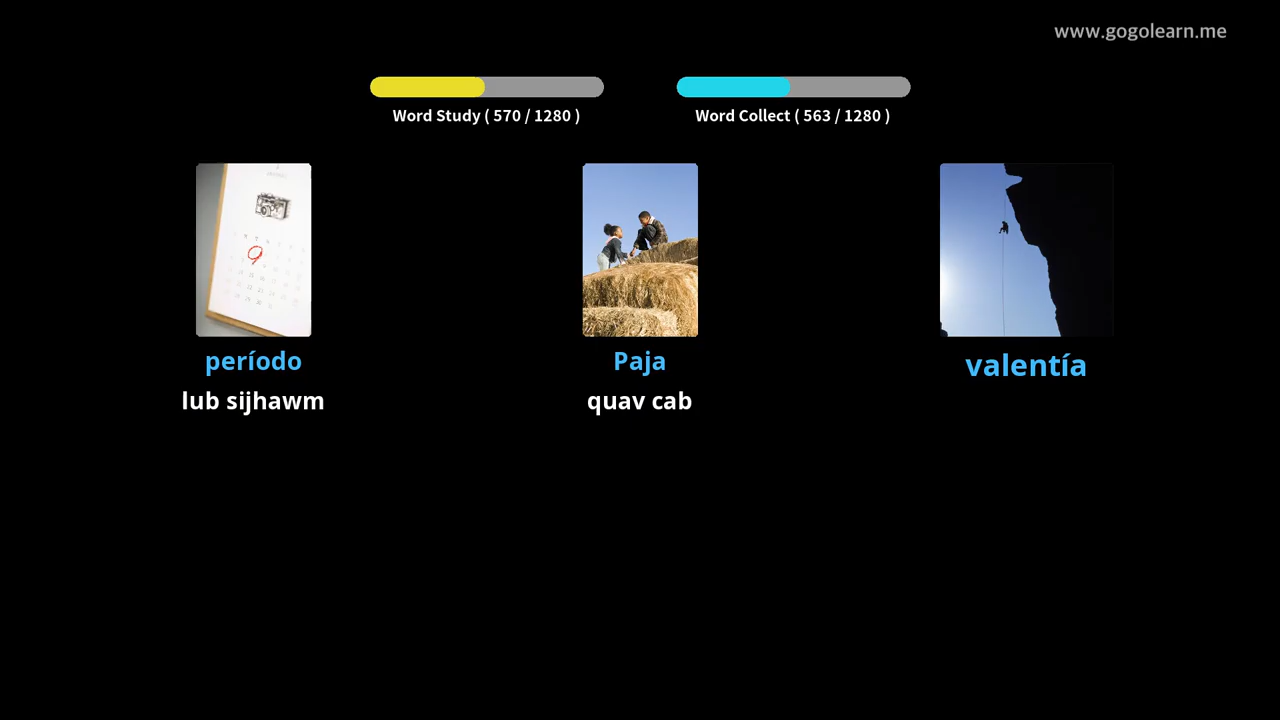 www.gogolearn.me
Word Study ( 570 / 1280 )
Word Collect ( 563 / 1280 )
período
Paja
valentía
lub sijhawm
quav cab